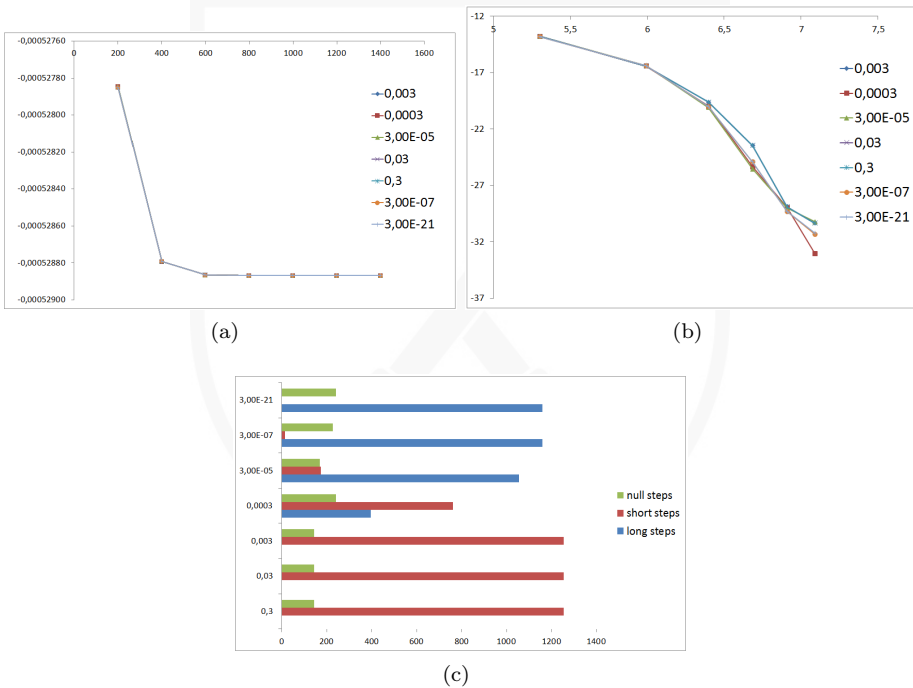 -0,00052760
0 200 400 600 800 1000 1200 1400 1600
-0,00052780
-0,00052800
-0,00052820
-0,00052840
-0,00052860
-0,00052880
-0,00052900
0,003
0,0003
3,00E-05
0,03
0,3
3,00E-07
3,00E-21
(a)
-12
5 5,5 6 6,5 7 7,5
-17
-22
-27
-32
-37
0,003
0,0003
3,00E-05
0,03
0,3
3,00E-07
3,00E-21
(b)
3,00E-21
3,00E-07
3,00E-05
0,0003
0,003
0,03
0,3
0 200 400 600 800 1000 1200 1400
null steps
short steps
long steps
(c)